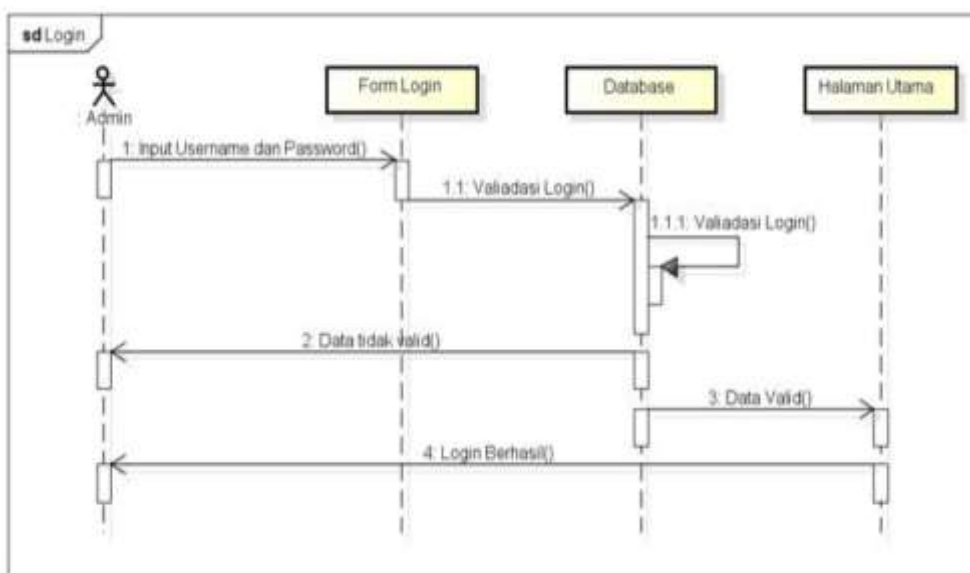 sd Login
Admin
Form Login
Database
Halaman Utama
1: Input Username dan Password()
1.1: Valiadasi Login()
1.1.1: Valiadasi Login()
2: Data tidak valid()
3: Data Valid()
4: Login Berhasil()